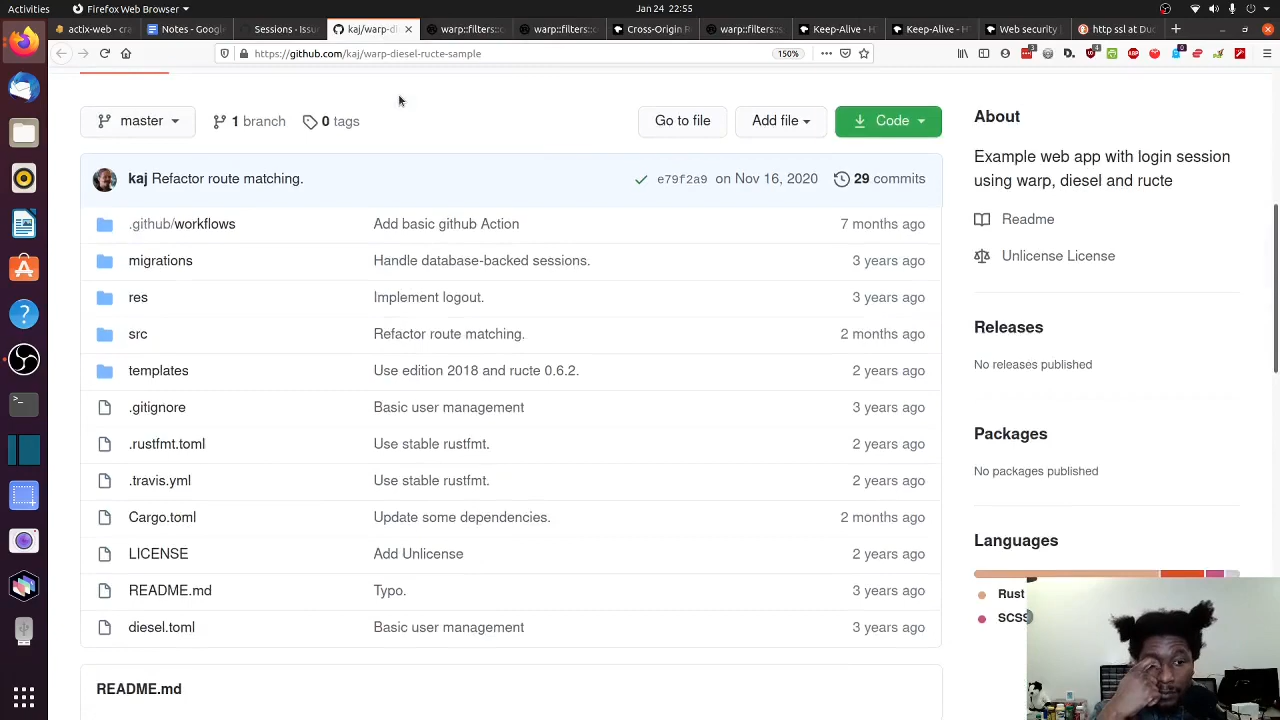 Activities
Firefox Web Browser
Jan 24 22:55
actix-web - cra
Notes - Google
Sessions · Issu
kaj/warp-di
warp::filters::c
warp::filters::c
Cross-Origin R
warp::filters::s
Keep-Alive - H
Keep-Alive - H
Web security
http ssl at Duc
https://github.com/kaj/warp-diesel-ructe-sample
150%
master
1 branch
0 tags
Go to file
Add file
Code
kaj Refactor route matching.
e79f2a9 on Nov 16, 2020
29 commits
.github/workflows
Add basic github Action
7 months ago
migrations
Handle database-backed sessions.
3 years ago
res
Implement logout.
3 years ago
src
Refactor route matching.
2 months ago
templates
Use edition 2018 and ructe 0.6.2.
2 years ago
.gitignore
Basic user management
3 years ago
.rustfmt.toml
Use stable rustfmt.
2 years ago
.travis.yml
Use stable rustfmt.
2 years ago
Cargo.toml
Update some dependencies.
2 months ago
LICENSE
Add Unlicense
2 years ago
README.md
Typo.
3 years ago
diesel.toml
Basic user management
3 years ago
README.md
About
Example web app with login session
using warp, diesel and ructe
Readme
Unlicense License
Releases
No releases published
Packages
No packages published
Languages
Rust
SCSS